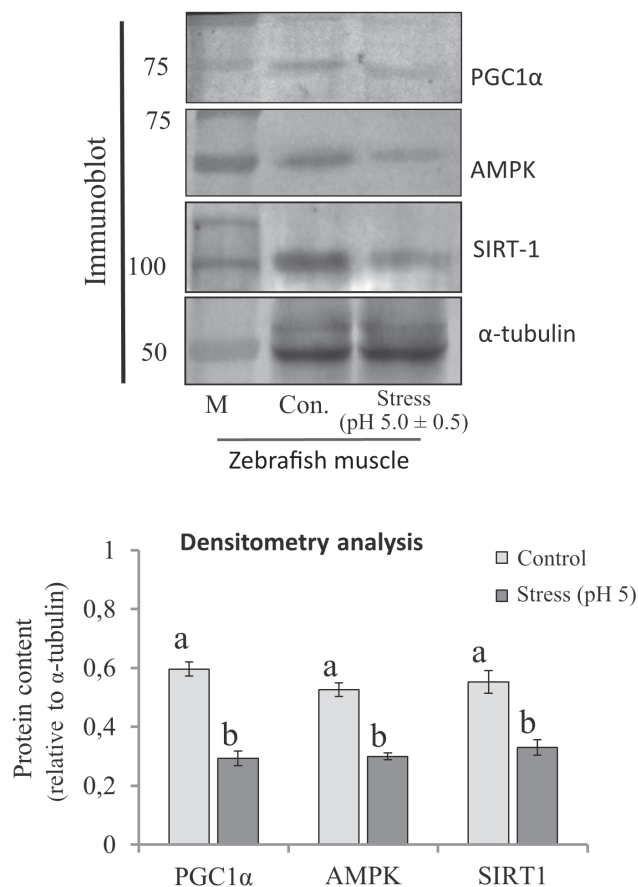 Immunoblot
75
PGC1α
75
AMPK
SIRT-1
100
α-tubulin
50
M Con. Stress
(pH 5.0 ± 0.5)
Zebrafish muscle
Densitometry analysis
Control
Stress (pH 5)
Protein content
(relative to α-tubulin)
1
0,8
0,6
0,4
0,2
0
a
b
a
b
a
b
PGC1α AMPK SIRT1